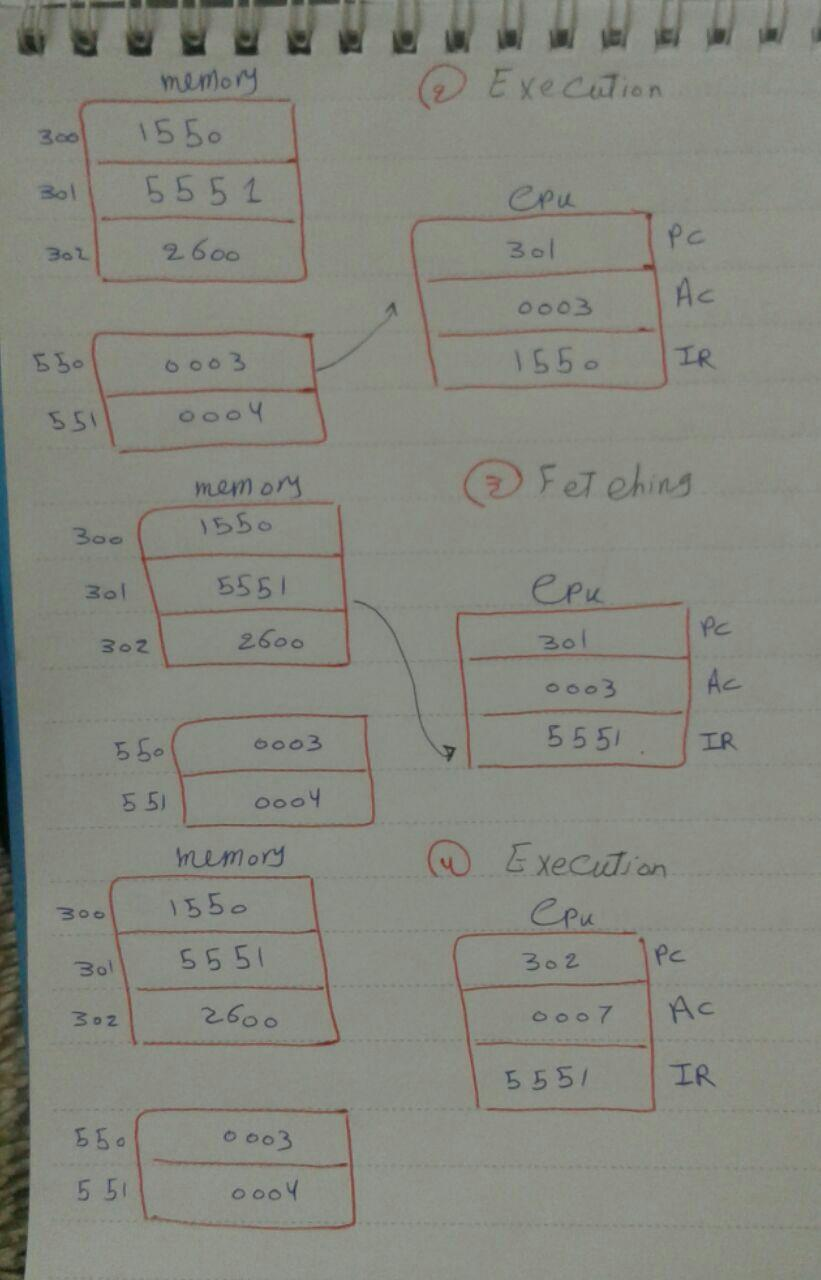 memory
② Execution
300 1550
301 5551
302 2600
550 0003
551 0004
CPU
301 PC
0003 AC
1550 IR
memory
③ Fetching
300 1550
301 5551
302 2600
550 0003
551 0004
CPU
301 PC
0003 AC
5551 IR
memory
④ Execution
300 1550
301 5551
302 2600
550 0003
551 0004
CPU
302 PC
0007 AC
5551 IR